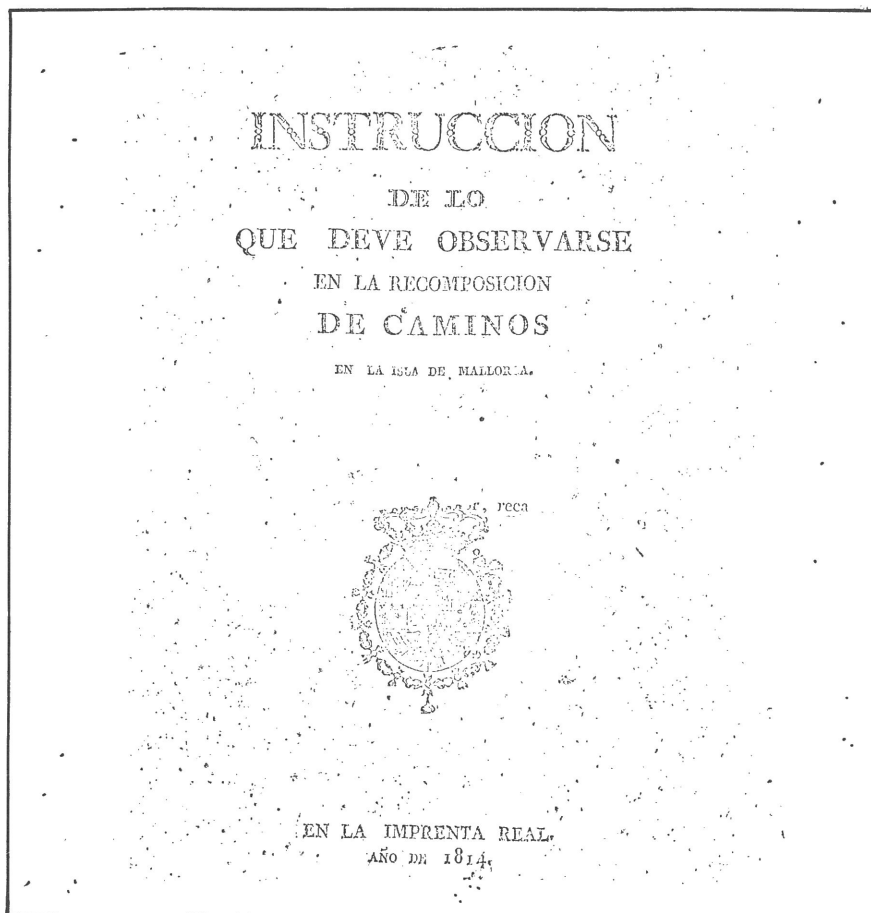 INSTRUCCION
DE LO
QUE DEVE OBSERVARSE
EN LA RECOMPOSICION
DE CAMINOS
EN LA ISLA DE MALLORCA.
reca
EN LA IMPRENTA REAL.
AÑO DE 1814.